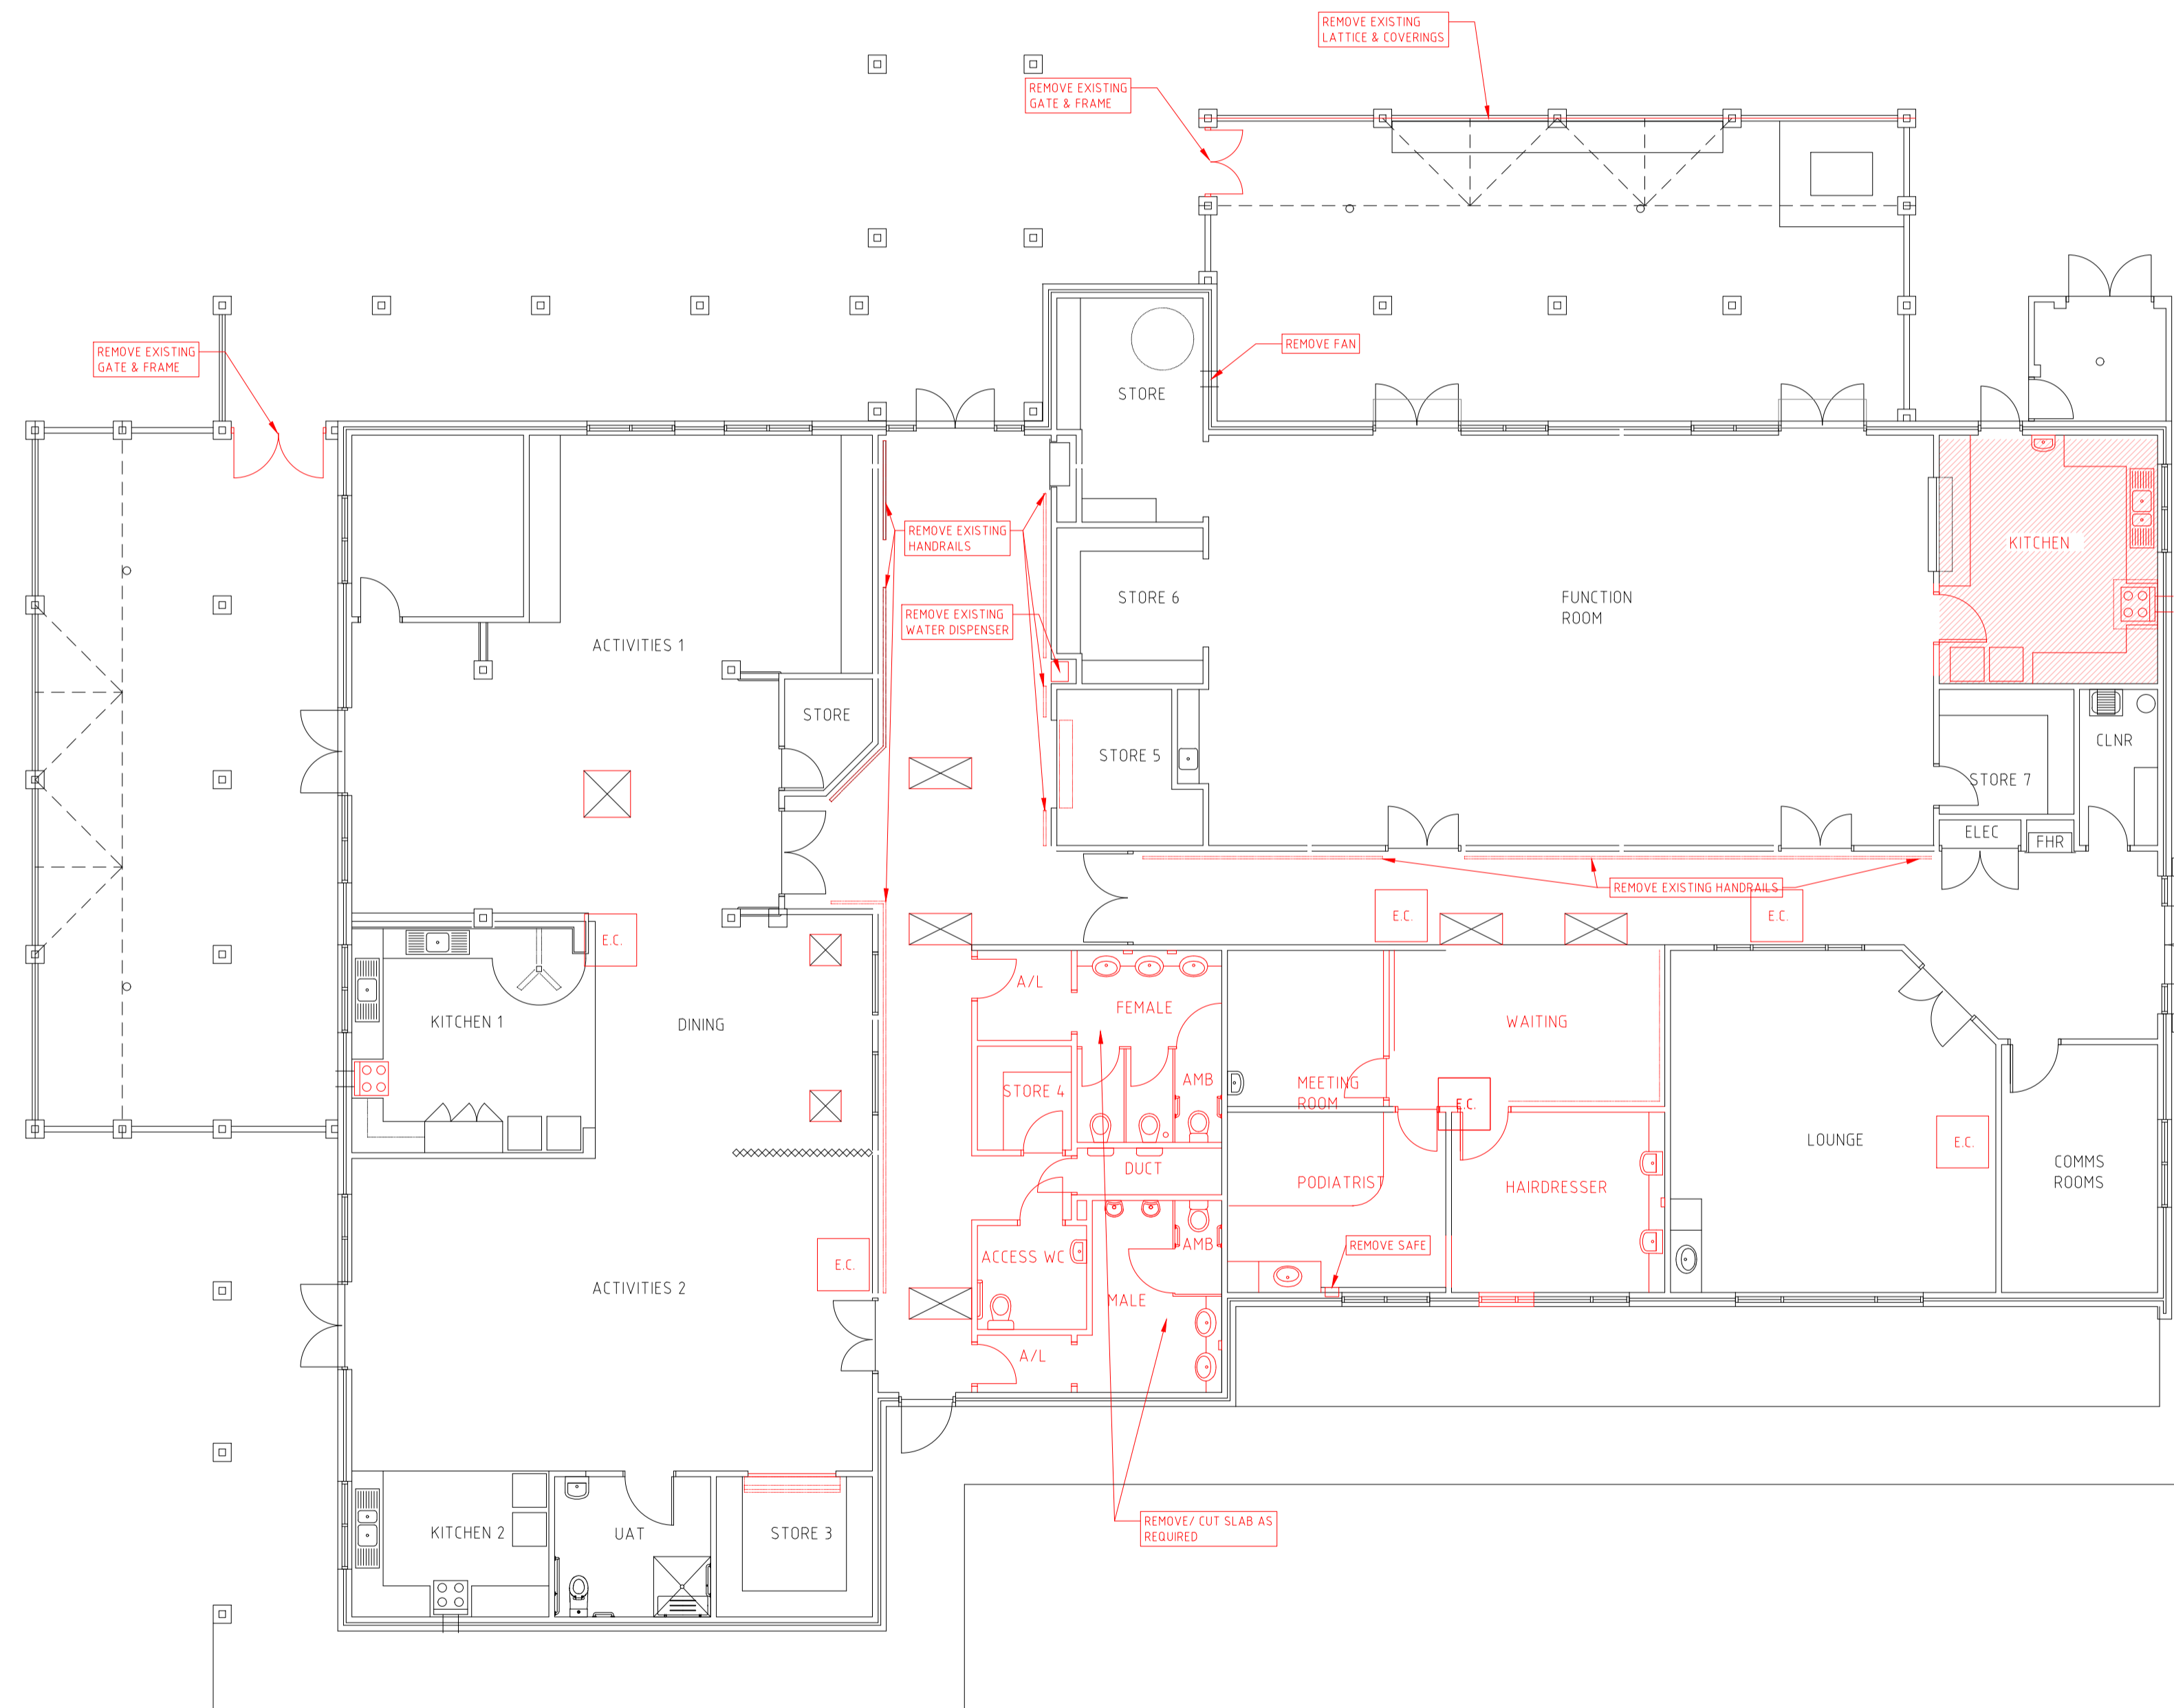 REMOVE EXISTING
LATTICE & COVERINGS
REMOVE EXISTING
GATE & FRAME
REMOVE EXISTING
GATE & FRAME
REMOVE FAN
STORE
REMOVE EXISTING
HANDRAILS
KITCHEN
STORE 6
FUNCTION
ROOM
REMOVE EXISTING
WATER DISPENSER
ACTIVITIES 1
STORE
STORE 5
CLNR
STORE 7
ELEC
FHR
REMOVE EXISTING HANDRAILS
E.C.
E.C.
E.C.
A/L
FEMALE
KITCHEN 1
DINING
WAITING
STORE 4
AMB
MEETING
ROOM
E.C.
LOUNGE
E.C.
DUCT
COMMS
ROOMS
PODIATRIST
HAIRDRESSER
ACCESS WC
AMB
REMOVE SAFE
E.C.
ACTIVITIES 2
MALE
A/L
REMOVE/ CUT SLAB AS
REQUIRED
KITCHEN 2
UAT
STORE 3